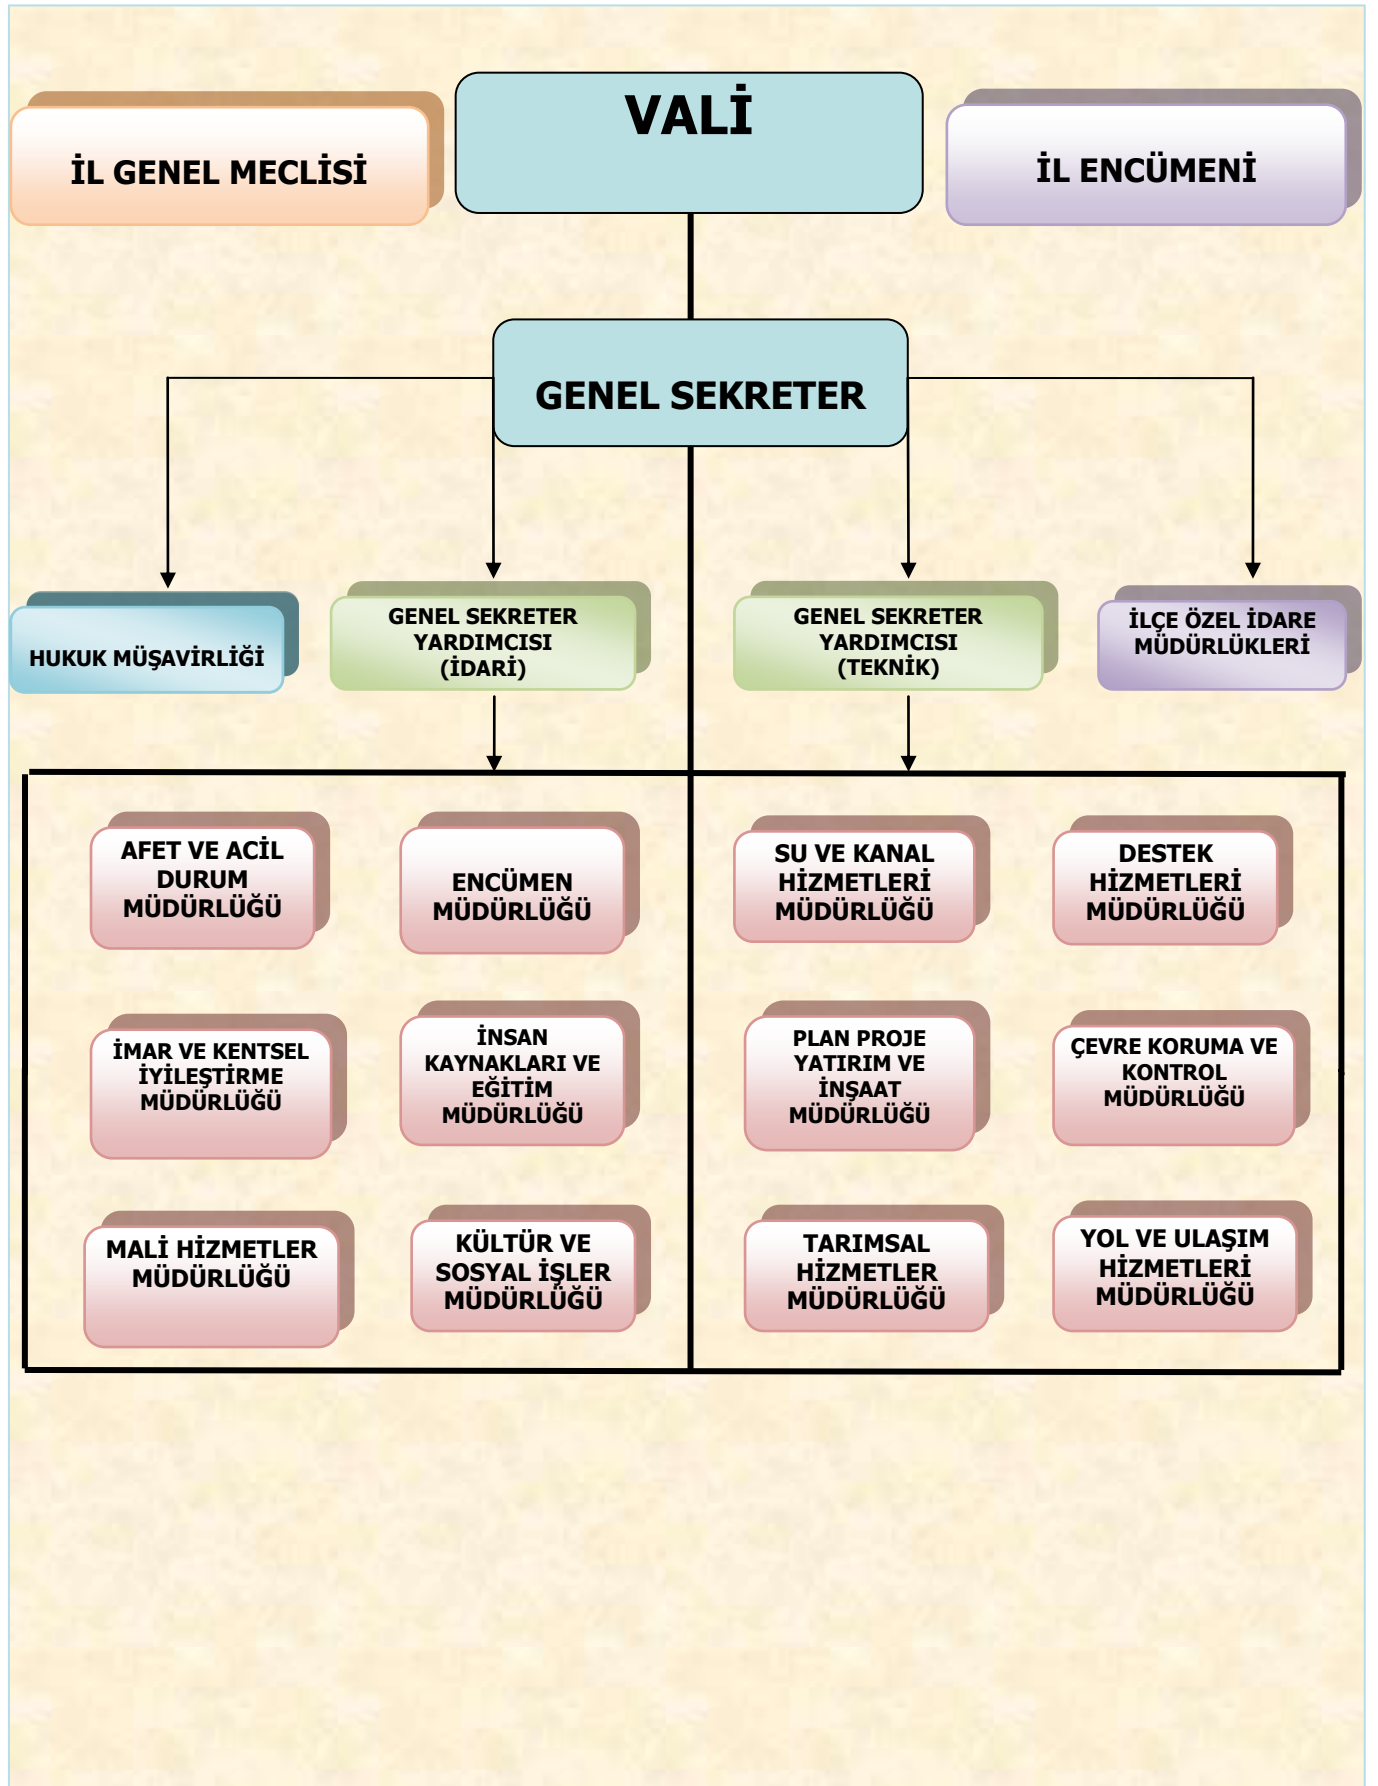 VALİ
İL GENEL MECLİSİ
İL ENCÜMENİ
GENEL SEKRETER
HUKUK MÜŞAVİRLİĞİ
GENEL SEKRETER
YARDIMCISI
(İDARİ)
GENEL SEKRETER
YARDIMCISI
(TEKNİK)
İLÇE ÖZEL İDARE
MÜDÜRLÜKLERİ
AFET VE ACİL
DURUM
MÜDÜRLÜĞÜ
ENCÜMEN
MÜDÜRLÜĞÜ
SU VE KANAL
HİZMETLERİ
MÜDÜRLÜĞÜ
DESTEK
HİZMETLERİ
MÜDÜRLÜĞÜ
İMAR VE KENTSEL
İYİLEŞTİRME
MÜDÜRLÜĞÜ
İNSAN
KAYNAKLARI VE
EĞİTİM
MÜDÜRLÜĞÜ
PLAN PROJE
YATIRIM VE
İNŞAAT
MÜDÜRLÜĞÜ
ÇEVRE KORUMA VE
KONTROL
MÜDÜRLÜĞÜ
MALİ HİZMETLER
MÜDÜRLÜĞÜ
KÜLTÜR VE
SOSYAL İŞLER
MÜDÜRLÜĞÜ
TARIMSAL
HİZMETLER
MÜDÜRLÜĞÜ
YOL VE ULAŞIM
HİZMETLERİ
MÜDÜRLÜĞÜ